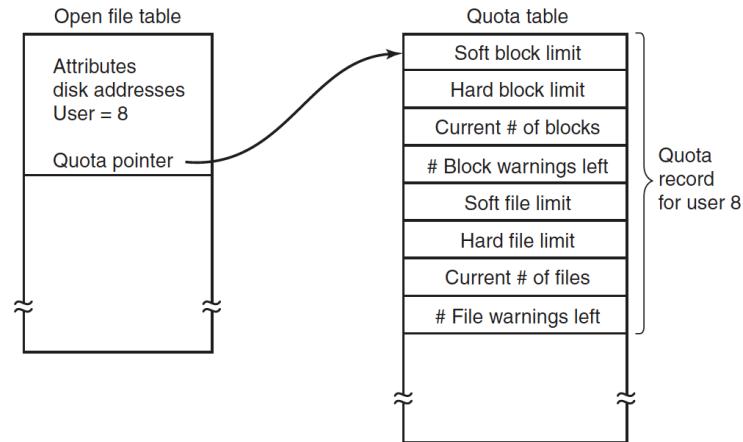 Open file table
Attributes
disk addresses
User = 8
Quota pointer
Quota table
Soft block limit
Hard block limit
Current # of blocks
# Block warnings left
Soft file limit
Hard file limit
Current # of files
# File warnings left
Quota
record
for user 8